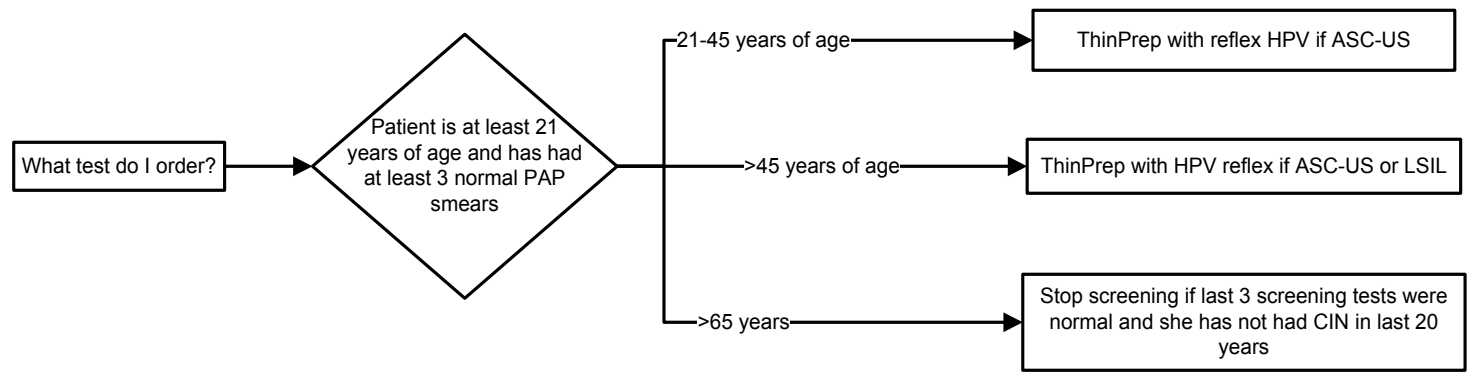 What test do I order?
Patient is at least 21
years of age and has had
at least 3 normal PAP
smears
21-45 years of age
ThinPrep with reflex HPV if ASC-US
>45 years of age
ThinPrep with HPV reflex if ASC-US or LSIL
>65 years
Stop screening if last 3 screening tests were
normal and she has not had CIN in last 20
years